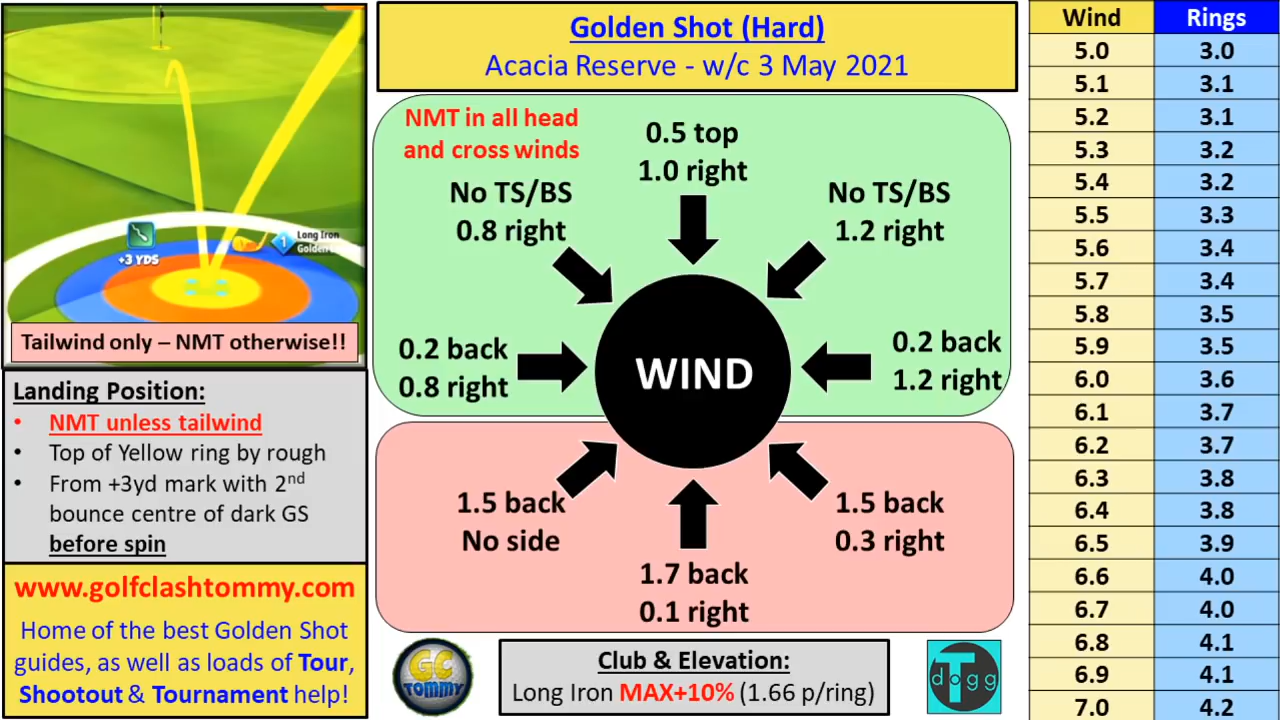 Golden Shot (Hard)
Acacia Reserve - w/c 3 May 2021
+3 YDS
1
Long Iron
Golden
Tailwind only – NMT otherwise!!
Landing Position:
• NMT unless tailwind
• Top of Yellow ring by rough
• From +3yd mark with 2nd
bounce centre of dark GS
before spin
www.golfclashtommy.com
Home of the best Golden Shot
guides, as well as loads of Tour,
Shootout & Tournament help!
NMT in all head
and cross winds
0.5 top
1.0 right
No TS/BS
0.8 right
No TS/BS
1.2 right
0.2 back
0.8 right
WIND
0.2 back
1.2 right
1.5 back
No side
1.7 back
0.1 right
1.5 back
0.3 right
GC
TOMMY
Club & Elevation:
Long Iron MAX+10% (1.66 p/ring)
T
dogg
Wind Rings
5.0 3.0
5.1 3.1
5.2 3.1
5.3 3.2
5.4 3.2
5.5 3.3
5.6 3.4
5.7 3.4
5.8 3.5
5.9 3.5
6.0 3.6
6.1 3.7
6.2 3.7
6.3 3.8
6.4 3.8
6.5 3.9
6.6 4.0
6.7 4.0
6.8 4.1
6.9 4.1
7.0 4.2